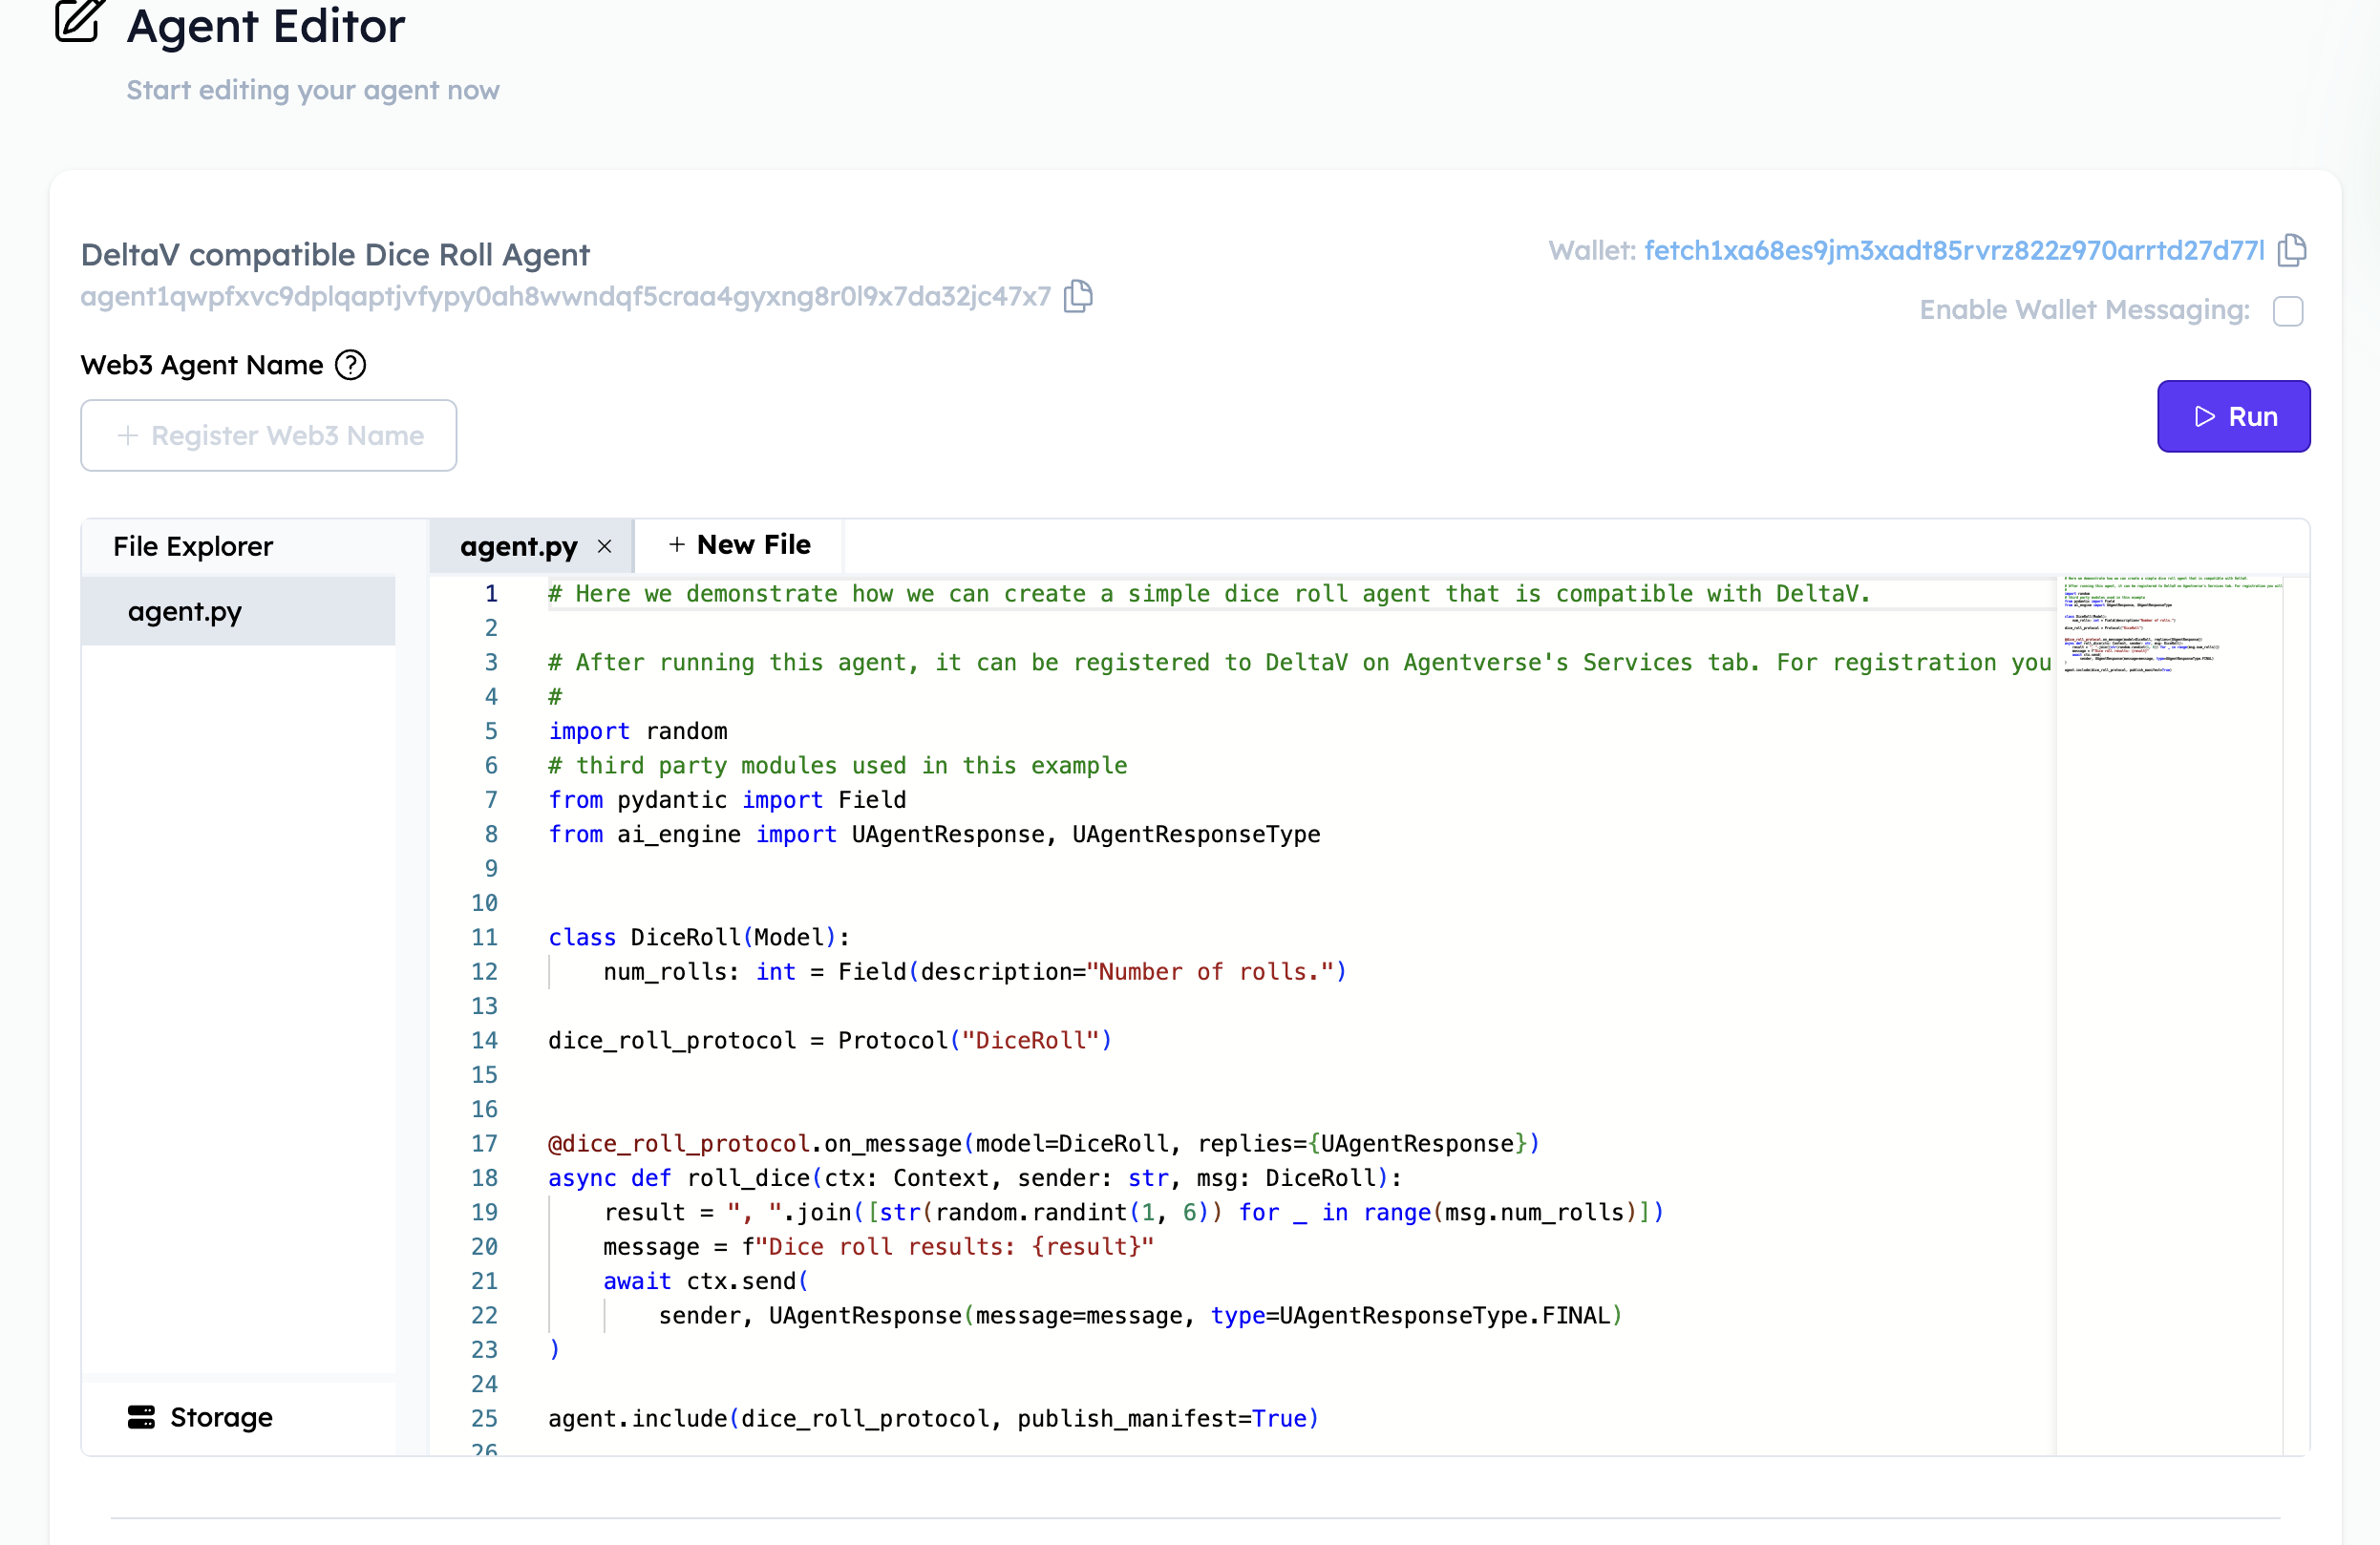 Agent Editor
Start editing your agent now
DeltaV compatible Dice Roll Agent
agent1qwpfxvc9dplqaptjvfypy0ah8wwndqf5craa4gyxng8r0l9x7da32jc47x7
Wallet: fetch1xa68es9jm3xadt85rvrz822z970arrtd27d77l
Enable Wallet Messaging:
Web3 Agent Name ?
+ Register Web3 Name
Run
File Explorer
agent.py
Storage
agent.py ×
+ New File
1 # Here we demonstrate how we can create a simple dice roll agent that is compatible with DeltaV.
2
3 # After running this agent, it can be registered to DeltaV on Agentverse's Services tab. For registration you
4 #
5 import random
6 # third party modules used in this example
7 from pydantic import Field
8 from ai_engine import UAgentResponse, UAgentResponseType
9
10
11 class DiceRoll(Model):
12     num_rolls: int = Field(description="Number of rolls.")
13
14 dice_roll_protocol = Protocol("DiceRoll")
15
16
17 @dice_roll_protocol.on_message(model=DiceRoll, replies={UAgentResponse})
18 async def roll_dice(ctx: Context, sender: str, msg: DiceRoll):
19     result = ", ".join([str(random.randint(1, 6)) for _ in range(msg.num_rolls)])
20     message = f"Dice roll results: {result}"
21     await ctx.send(
22         sender, UAgentResponse(message=message, type=UAgentResponseType.FINAL)
23 )
24
25 agent.include(dice_roll_protocol, publish_manifest=True)
26